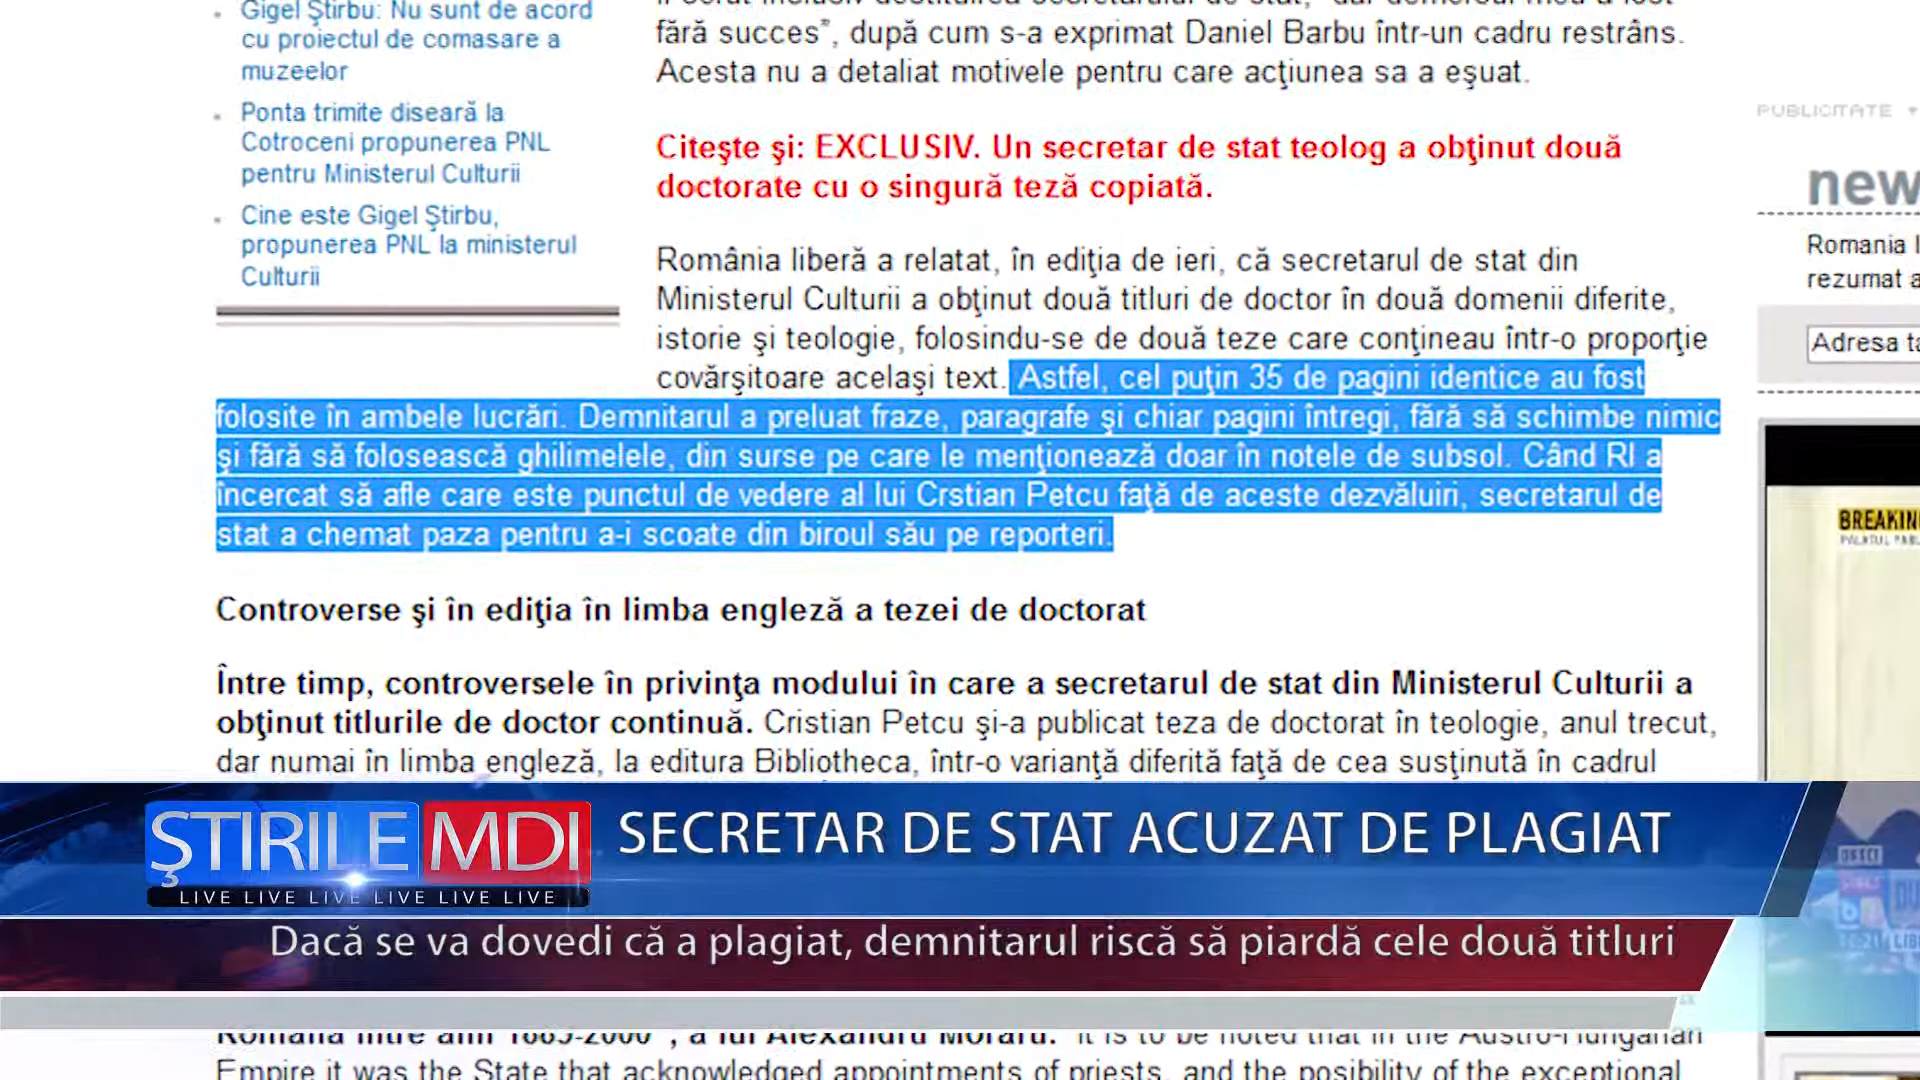 Gigel Ştirbu: Nu sunt de acord
cu proiectul de comasare a
muzeelor
Ponta trimite diseară la
Cotroceni propunerea PNL
pentru Ministerul Culturii
Cine este Gigel Ştirbu,
propunerea PNL la ministerul
Culturii
fără succes”, după cum s-a exprimat Daniel Barbu într-un cadru restrâns.
Acesta nu a detaliat motivele pentru care acţiunea sa a eşuat.
Citeşte şi: EXCLUSIV. Un secretar de stat teolog a obţinut două
doctorate cu o singură teză copiată.
România liberă a relatat, în ediţia de ieri, că secretarul de stat din
Ministerul Culturii a obţinut două titluri de doctor în două domenii diferite,
istorie şi teologie, folosindu-se de două teze care conţineau într-o proporţie
covârşitoare acelaşi text. Astfel, cel puţin 35 de pagini identice au fost
folosite în ambele lucrări. Demnitarul a preluat fraze, paragrafe şi chiar pagini întregi, fără să schimbe nimic
şi fără să folosească ghilimelele, din surse pe care le menţionează doar în notele de subsol. Când Rl a
încercat să afle care este punctul de vedere al lui Crstian Petcu faţă de aceste dezvăluiri, secretarul de
stat a chemat paza pentru a-i scoate din biroul său pe reporteri.
Controverse şi în ediţia în limba engleză a tezei de doctorat
Între timp, controversele în privinţa modului în care a secretarul de stat din Ministerul Culturii a
obţinut titlurile de doctor continuă. Cristian Petcu şi-a publicat teza de doctorat în teologie, anul trecut,
dar numai în limba engleză, la editura Bibliotheca, într-o variantă diferită faţă de cea susţinută în cadrul
PUBLICITATE
new
Romania l
rezumat a
Adresa ta
BREAKIN
ŞTIRILE MDI
LIVE LIVE LIVE LIVE LIVE LIVE
SECRETAR DE STAT ACUZAT DE PLAGIAT
Dacă se va dovedi că a plagiat, demnitarul riscă să piardă cele două titluri
, a lui Alexandru Moraru. It is to be noted that in the Austro-Hungarian
Empire it was the State that acknowledged appointments of priests, and the posibility of the exceptional